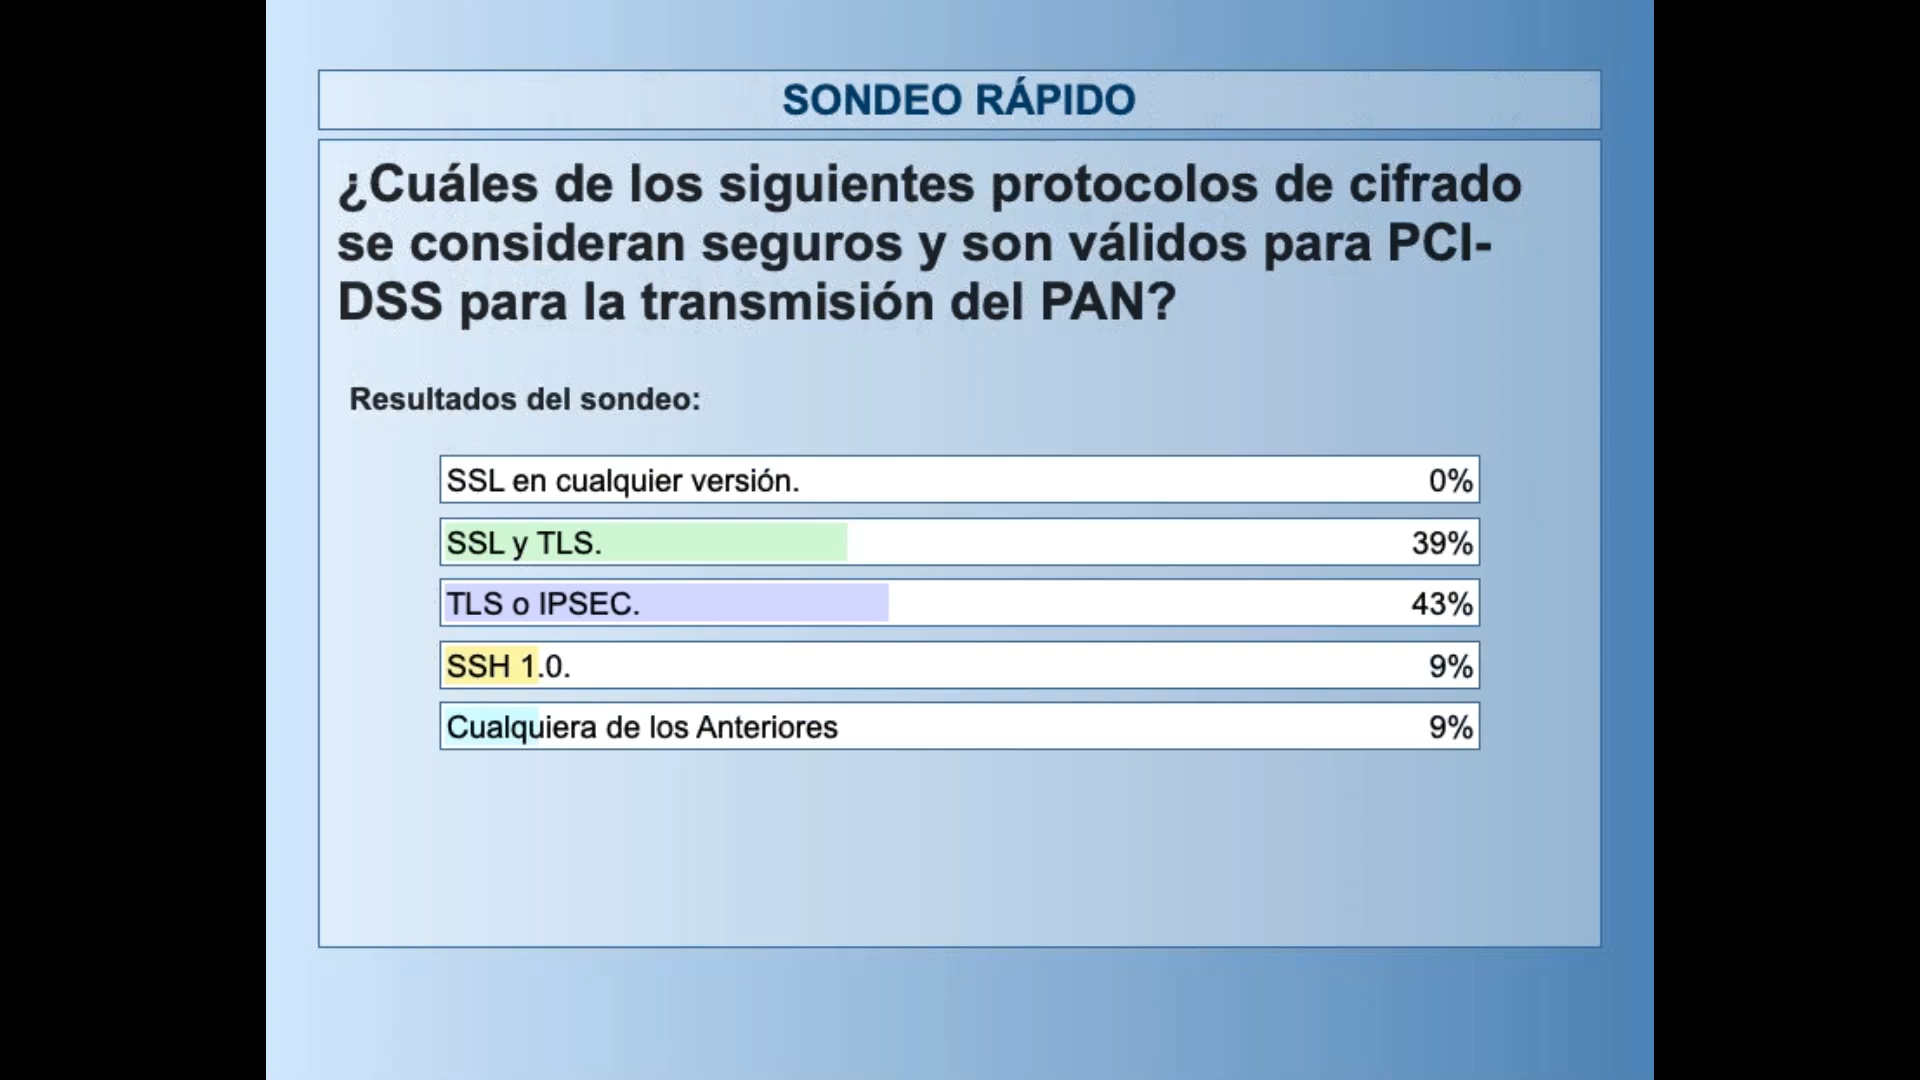 SONDEO RÁPIDO
¿Cuáles de los siguientes protocolos de cifrado
se consideran seguros y son válidos para PCI-
DSS para la transmisión del PAN?
Resultados del sondeo:
SSL en cualquier versión. 0%
SSL y TLS. 39%
TLS o IPSEC. 43%
SSH 1.0. 9%
Cualquiera de los Anteriores 9%